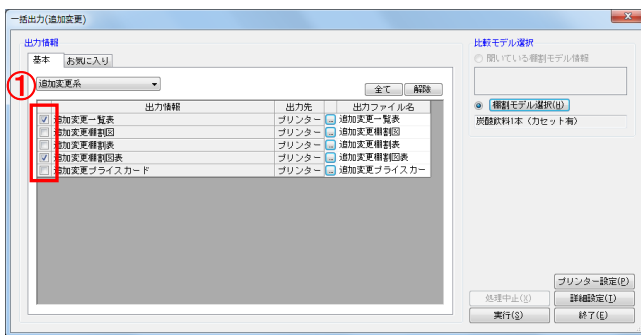 一括出力(追加変更)
出力情報
基本 お気に入り
①
追加変更系
全て 解除
出力情報 出力先 出力ファイル名
追加変更一覧表 プリンター ... 追加変更一覧表
追加変更棚割図 プリンター ... 追加変更棚割図
追加変更棚割表 プリンター ... 追加変更棚割表
追加変更棚割図表 プリンター ... 追加変更棚割図表
追加変更プライスカード プリンター ... 追加変更プライスカー
比較モデル選択
開いている棚割モデル情報
棚割モデル選択(H)
炭酸飲料1本 (カセット有)
プリンター設定(P)
処理中止(X) 詳細設定(T)
実行(S) 終了(E)